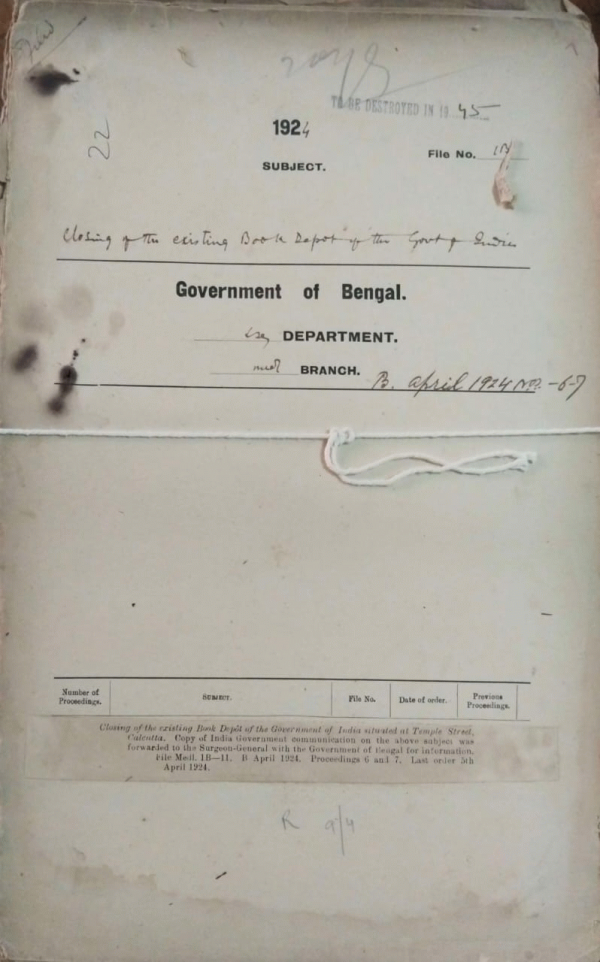 TO BE DESTROYED IN 19 45
22
1924
File No.
SUBJECT.
Closing of the existing Book Depot of the Govt of India
Government of Bengal.
DEPARTMENT.
BRANCH.
B. April 1924 No. -6-7
Number of Proceedings.
SUBJECT.
File No.
Date of order.
Previous Proceedings.
Closing of the existing Book Depôt of the Government of India situated at Temple Street,
Calcutta. Copy of India Government communication on the above subject was
forwarded to the Surgeon-General with the Government of Bengal for information.
File Medl. 1B—11. B April 1924. Proceedings 6 and 7. Last order 5th
April 1924.
R 9/4